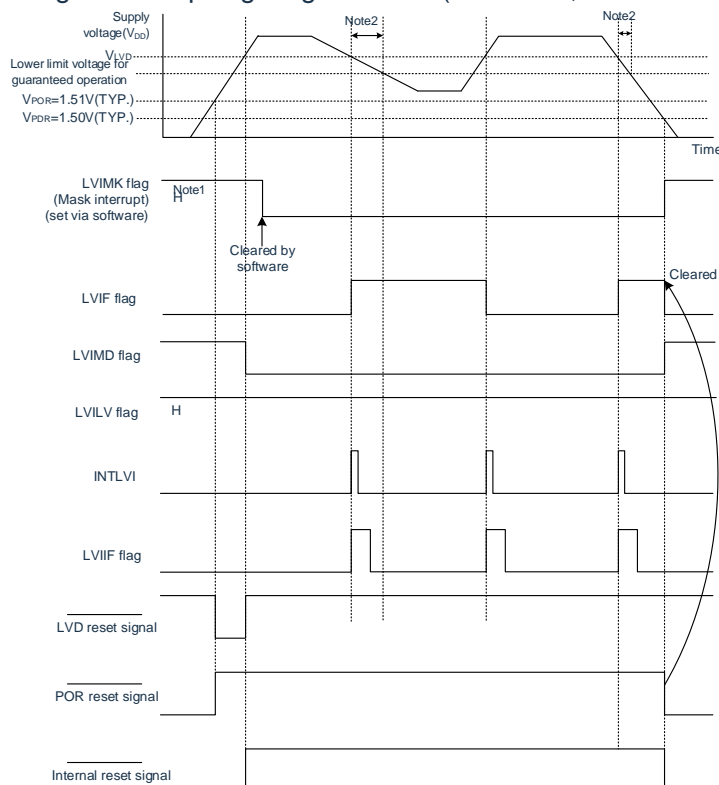 Note2
Note2
Supply
voltage(VDD)
VLVD
Lower limit voltage for
guaranteed operation
VPOR=1.51V(TYP.)
VPDR=1.50V(TYP.)
Time
LVIMK flag
(Mask interrupt)
(set via software)
Note1
H
Cleared by
software
Cleared
LVIF flag
LVIMD flag
LVILV flag
H
INTLVI
LVIIF flag
LVD reset signal
POR reset signal
Internal reset signal